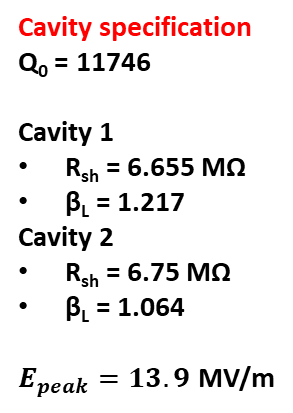 Cavity specification
Q₀ = 11746
Cavity 1
• Rsh = 6.655 MΩ
• βL = 1.217
Cavity 2
• Rsh = 6.75 MΩ
• βL = 1.064
Epeak = 13.9 MV/m